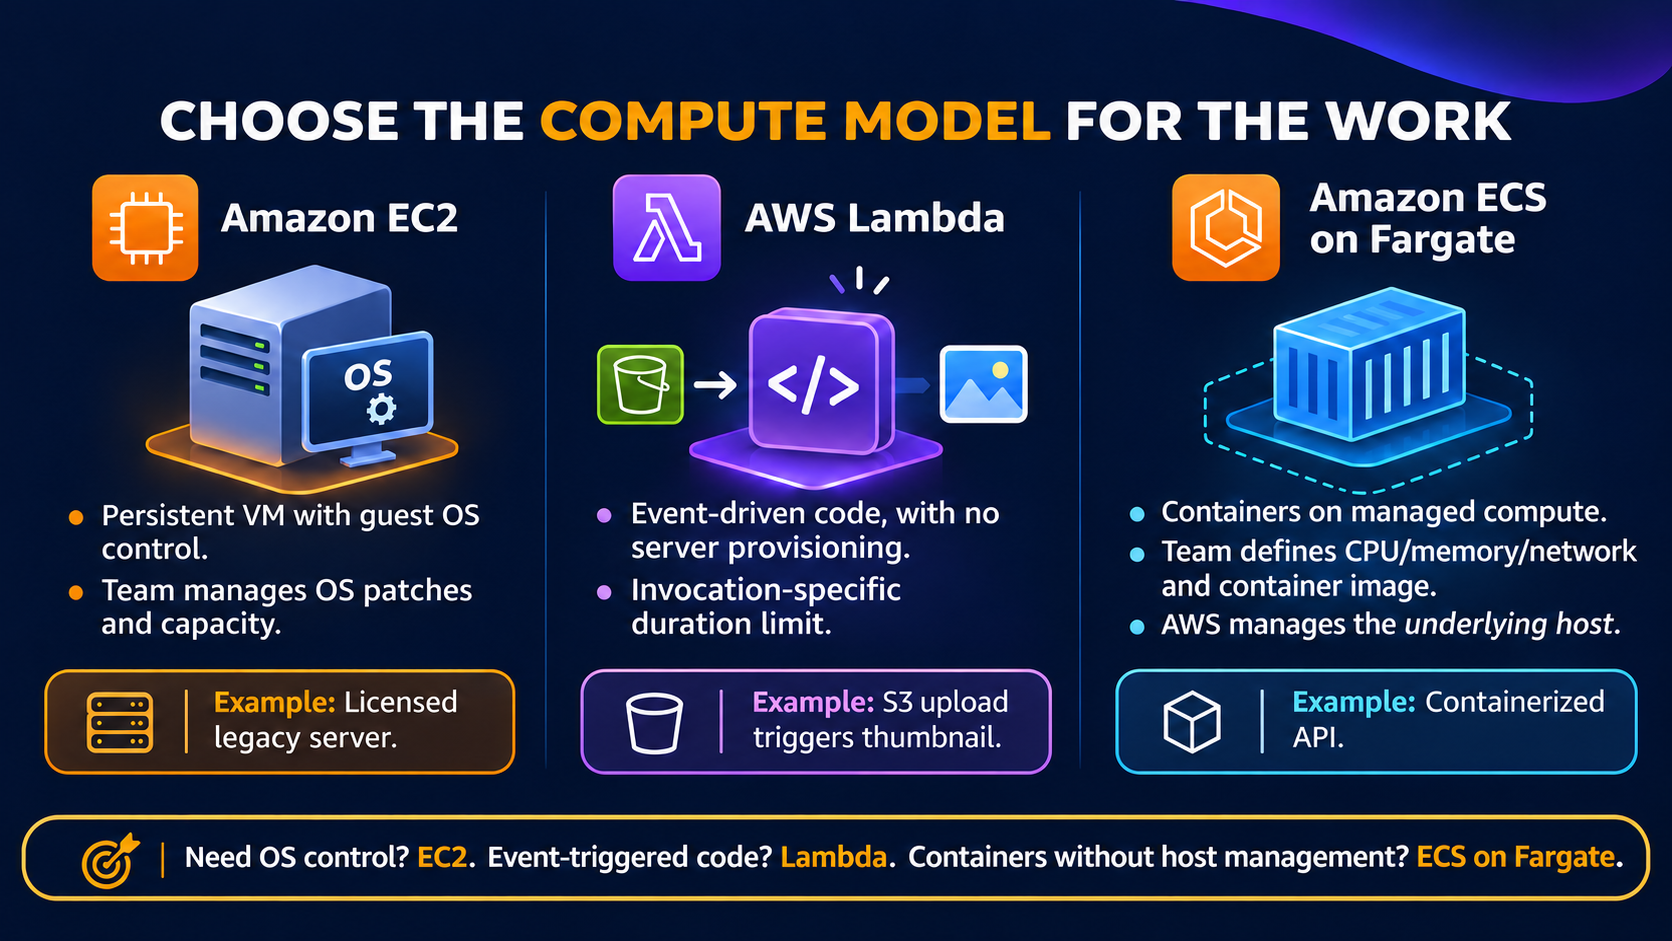 CHOOSE THE COMPUTE MODEL FOR THE WORK
Amazon EC2
OS
Persistent VM with guest OS
control.
Team manages OS patches
and capacity.
Example: Licensed
legacy server.
AWS Lambda
</>
Event-driven code, with no
server provisioning.
Invocation-specific
duration limit.
Example: S3 upload
triggers thumbnail.
Amazon ECS
on Fargate
Containers on managed compute.
Team defines CPU/memory/network
and container image.
AWS manages the underlying host.
Example: Containerized
API.
Need OS control? EC2. Event-triggered code? Lambda. Containers without host management? ECS on Fargate.